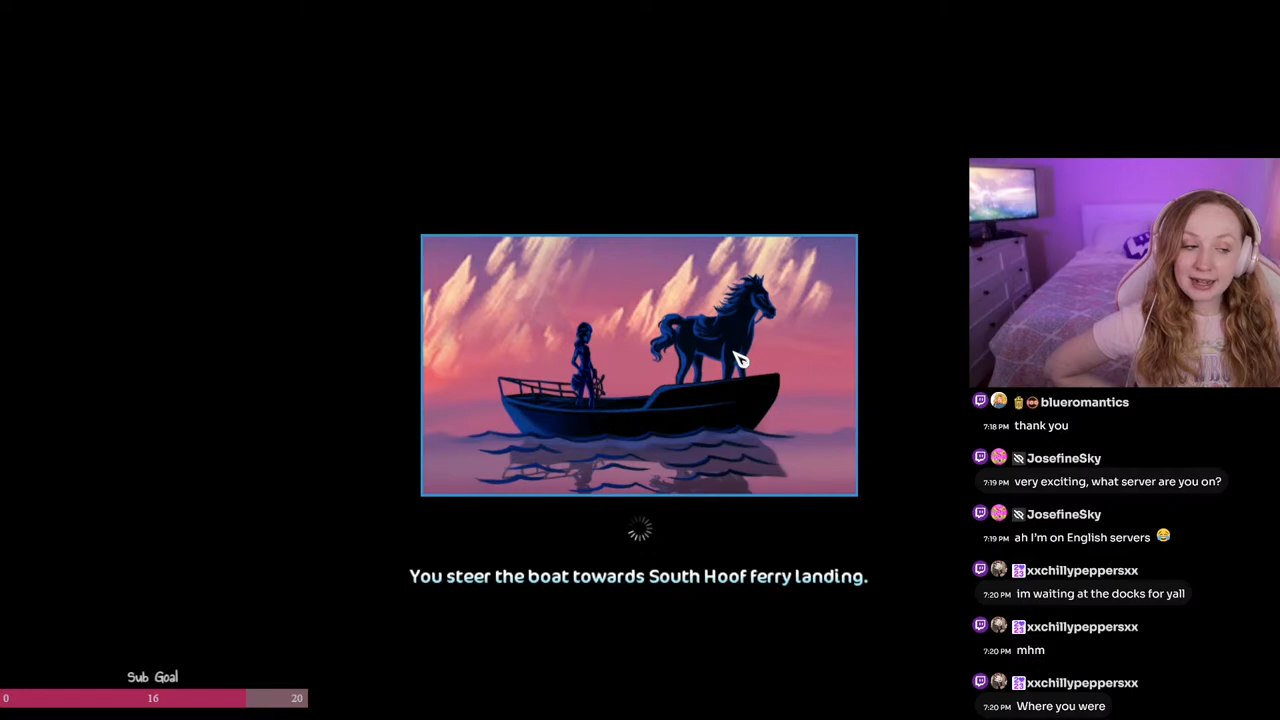 blueromantics
7:18 PM thank you
JosefineSky
7:19 PM very exciting, what server are you on?
JosefineSky
7:19 PM ah I'm on English servers
xxchillypeppersxx
7:20 PM im waiting at the docks for yall
xxchillypeppersxx
7:20 PM mhm
xxchillypeppersxx
7:20 PM Where you were
You steer the boat towards South Hoof ferry landing.
Sub Goal
0 16 20